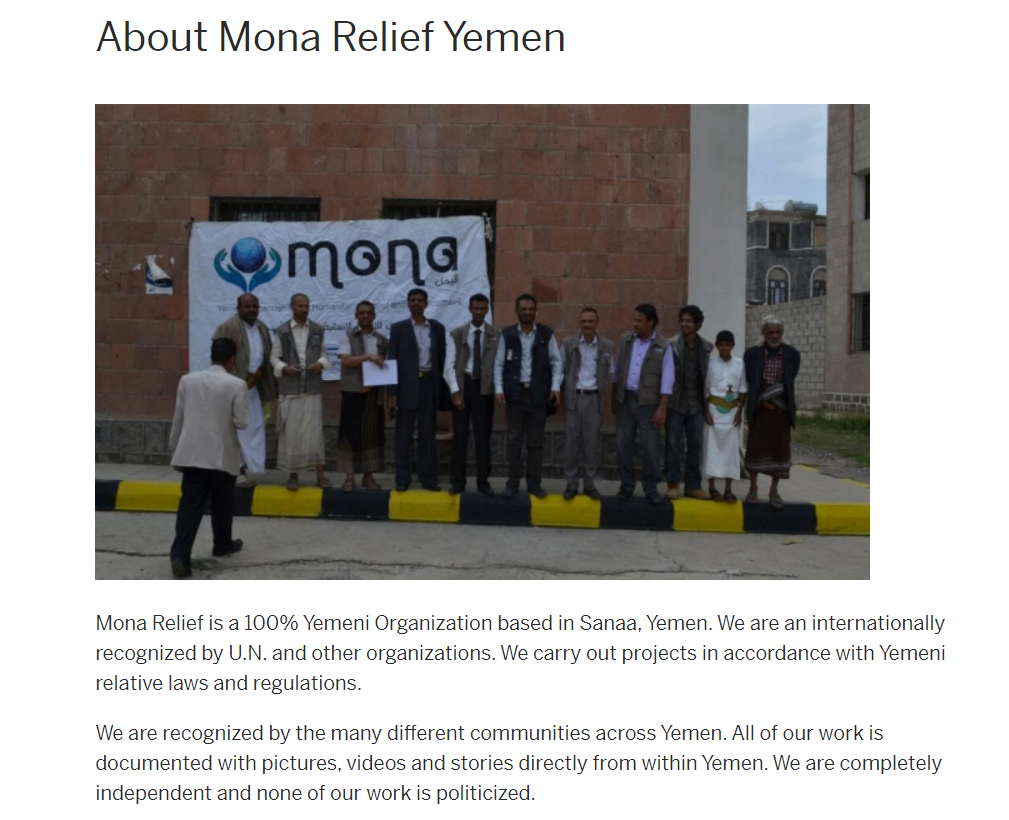 About Mona Relief Yemen
mona
اليمن
Mona Relief is a 100% Yemeni Organization based in Sanaa, Yemen. We are an internationally
recognized by U.N. and other organizations. We carry out projects in accordance with Yemeni
relative laws and regulations.
We are recognized by the many different communities across Yemen. All of our work is
documented with pictures, videos and stories directly from within Yemen. We are completely
independent and none of our work is politicized.